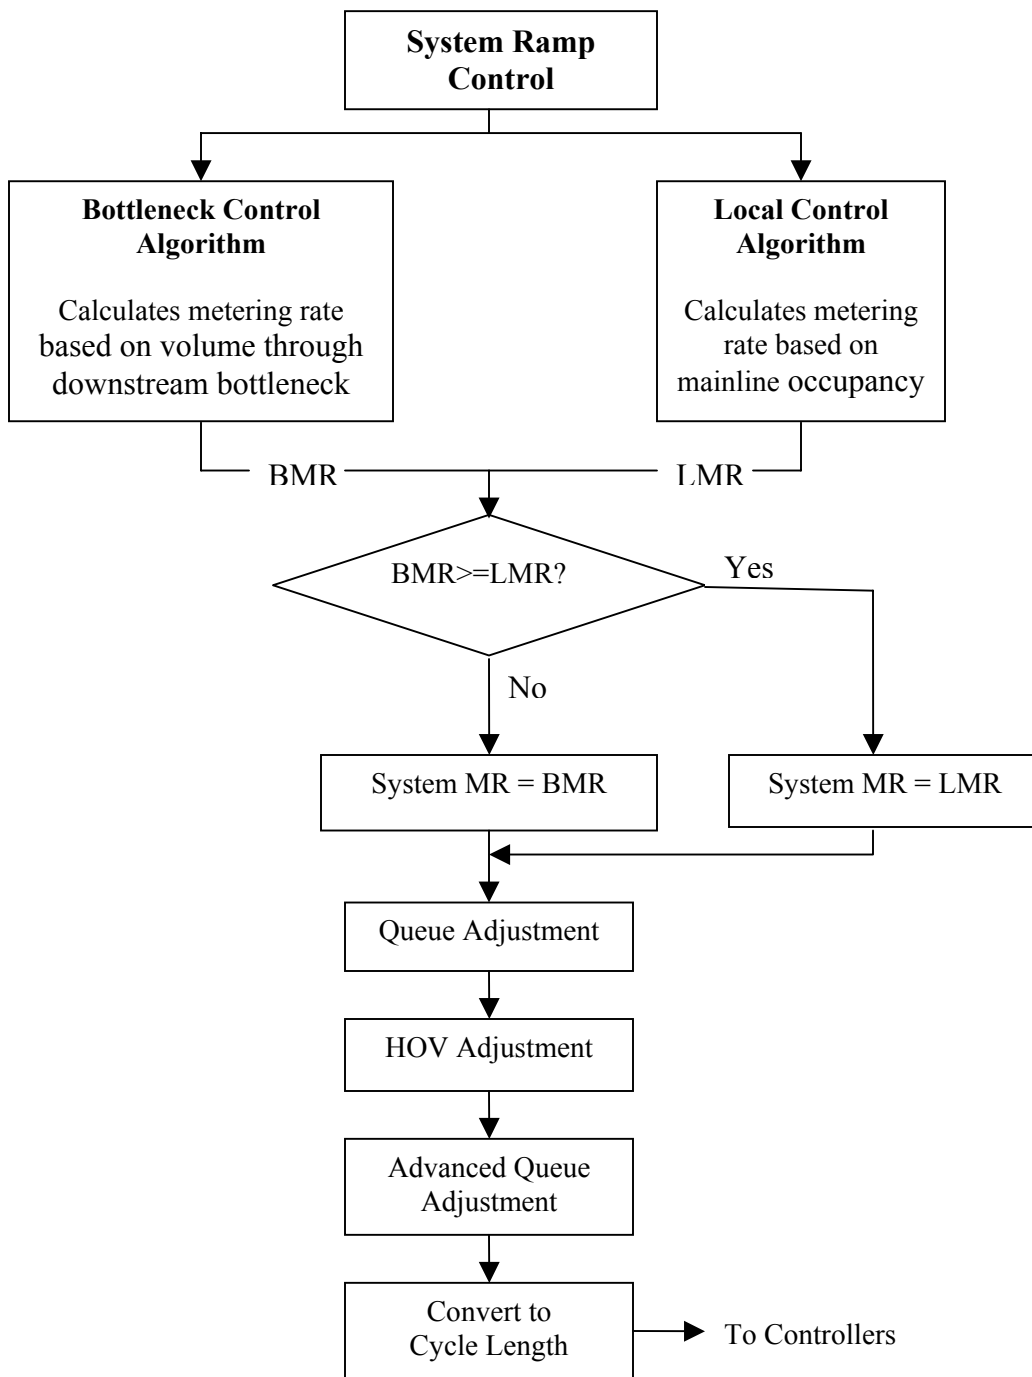 System Ramp
Control
Bottleneck Control
Algorithm
Calculates metering rate
based on volume through
downstream bottleneck
Local Control
Algorithm
Calculates metering
rate based on
mainline occupancy
BMR
LMR
BMR>=LMR?
Yes
No
System MR = BMR
System MR = LMR
Queue Adjustment
HOV Adjustment
Advanced Queue
Adjustment
Convert to
Cycle Length
To Controllers